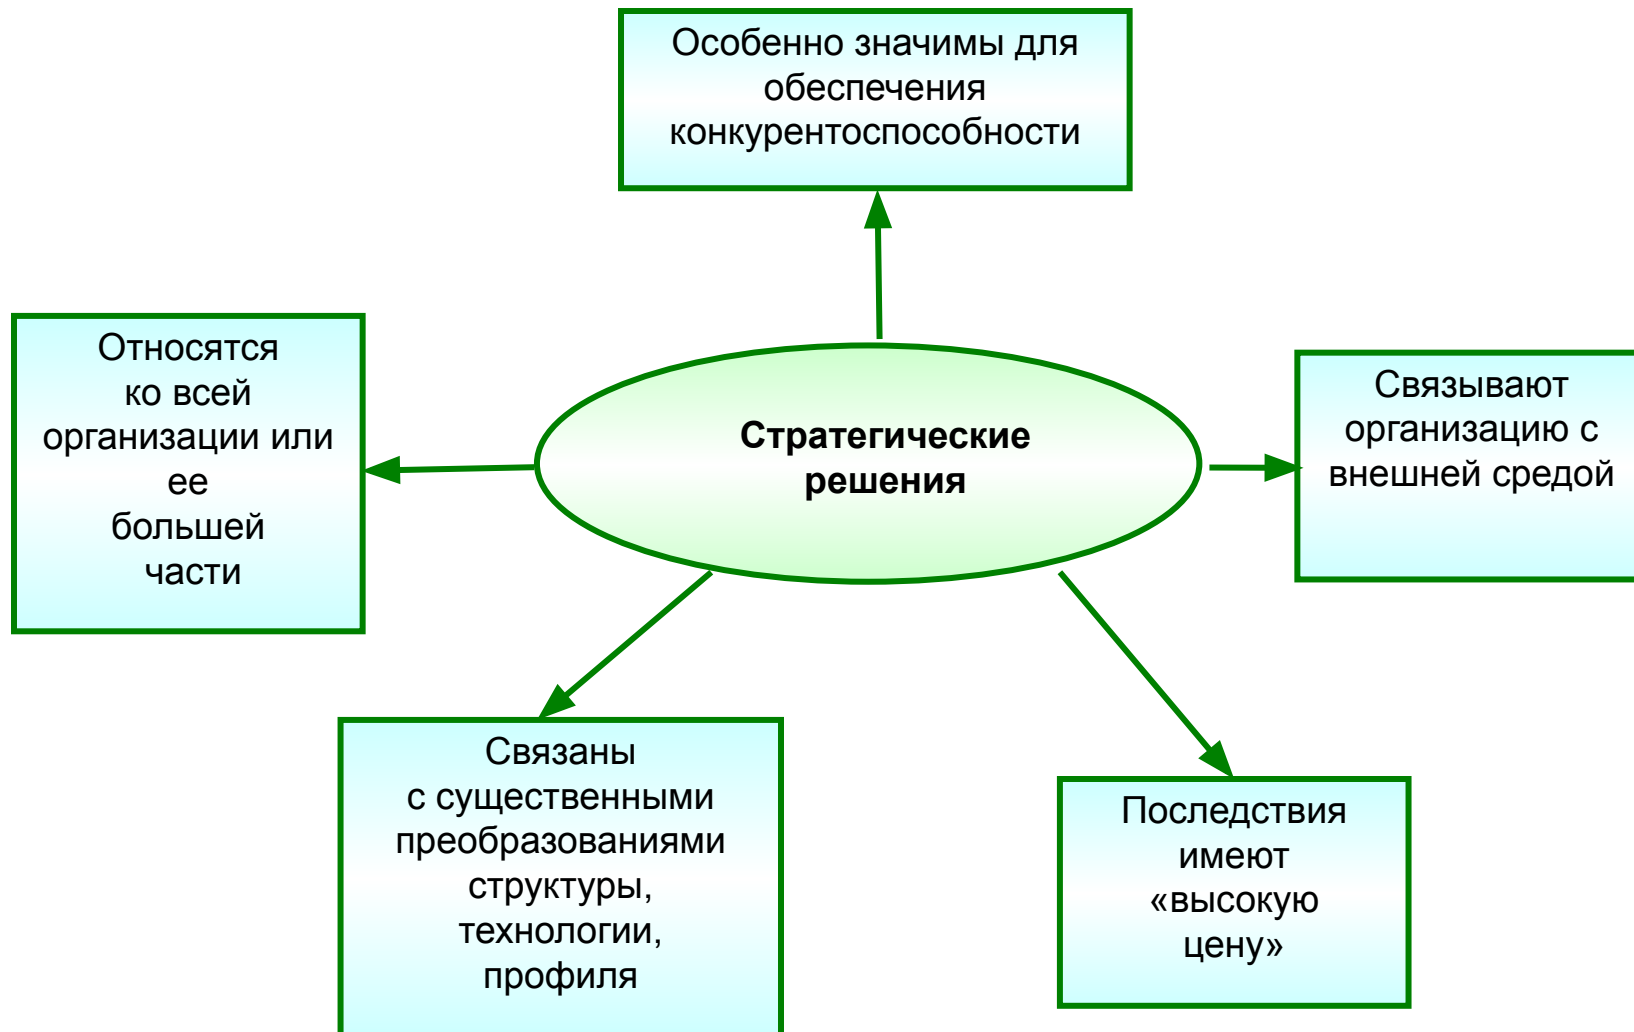 Особенно значимы для
обеспечения
конкурентоспособности
Относятся
ко всей
организации или
ее
большей
части
Стратегические
решения
Связывают
организацию с
внешней средой
Связаны
с существенными
преобразованиями
структуры,
технологии,
профиля
Последствия
имеют
«высокую
цену»